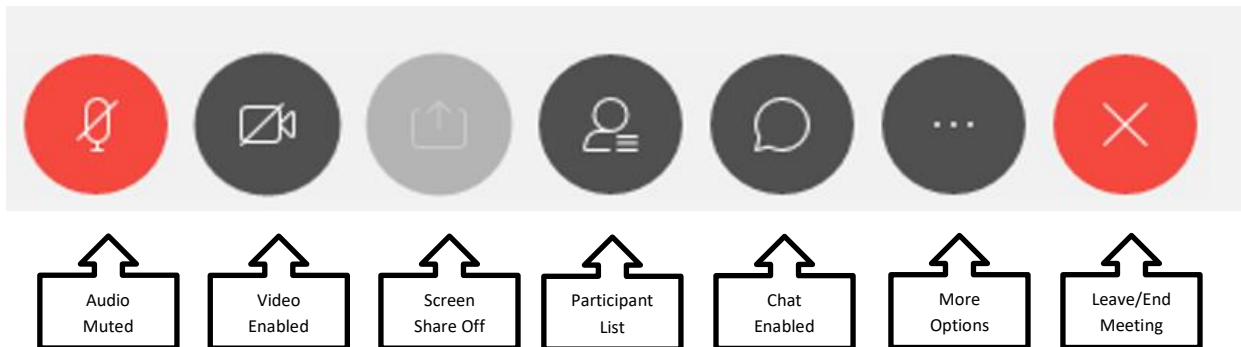 Audio
Muted
Video
Enabled
Screen
Share Off
Participant
List
Chat
Enabled
More
Options
Leave/End
Meeting